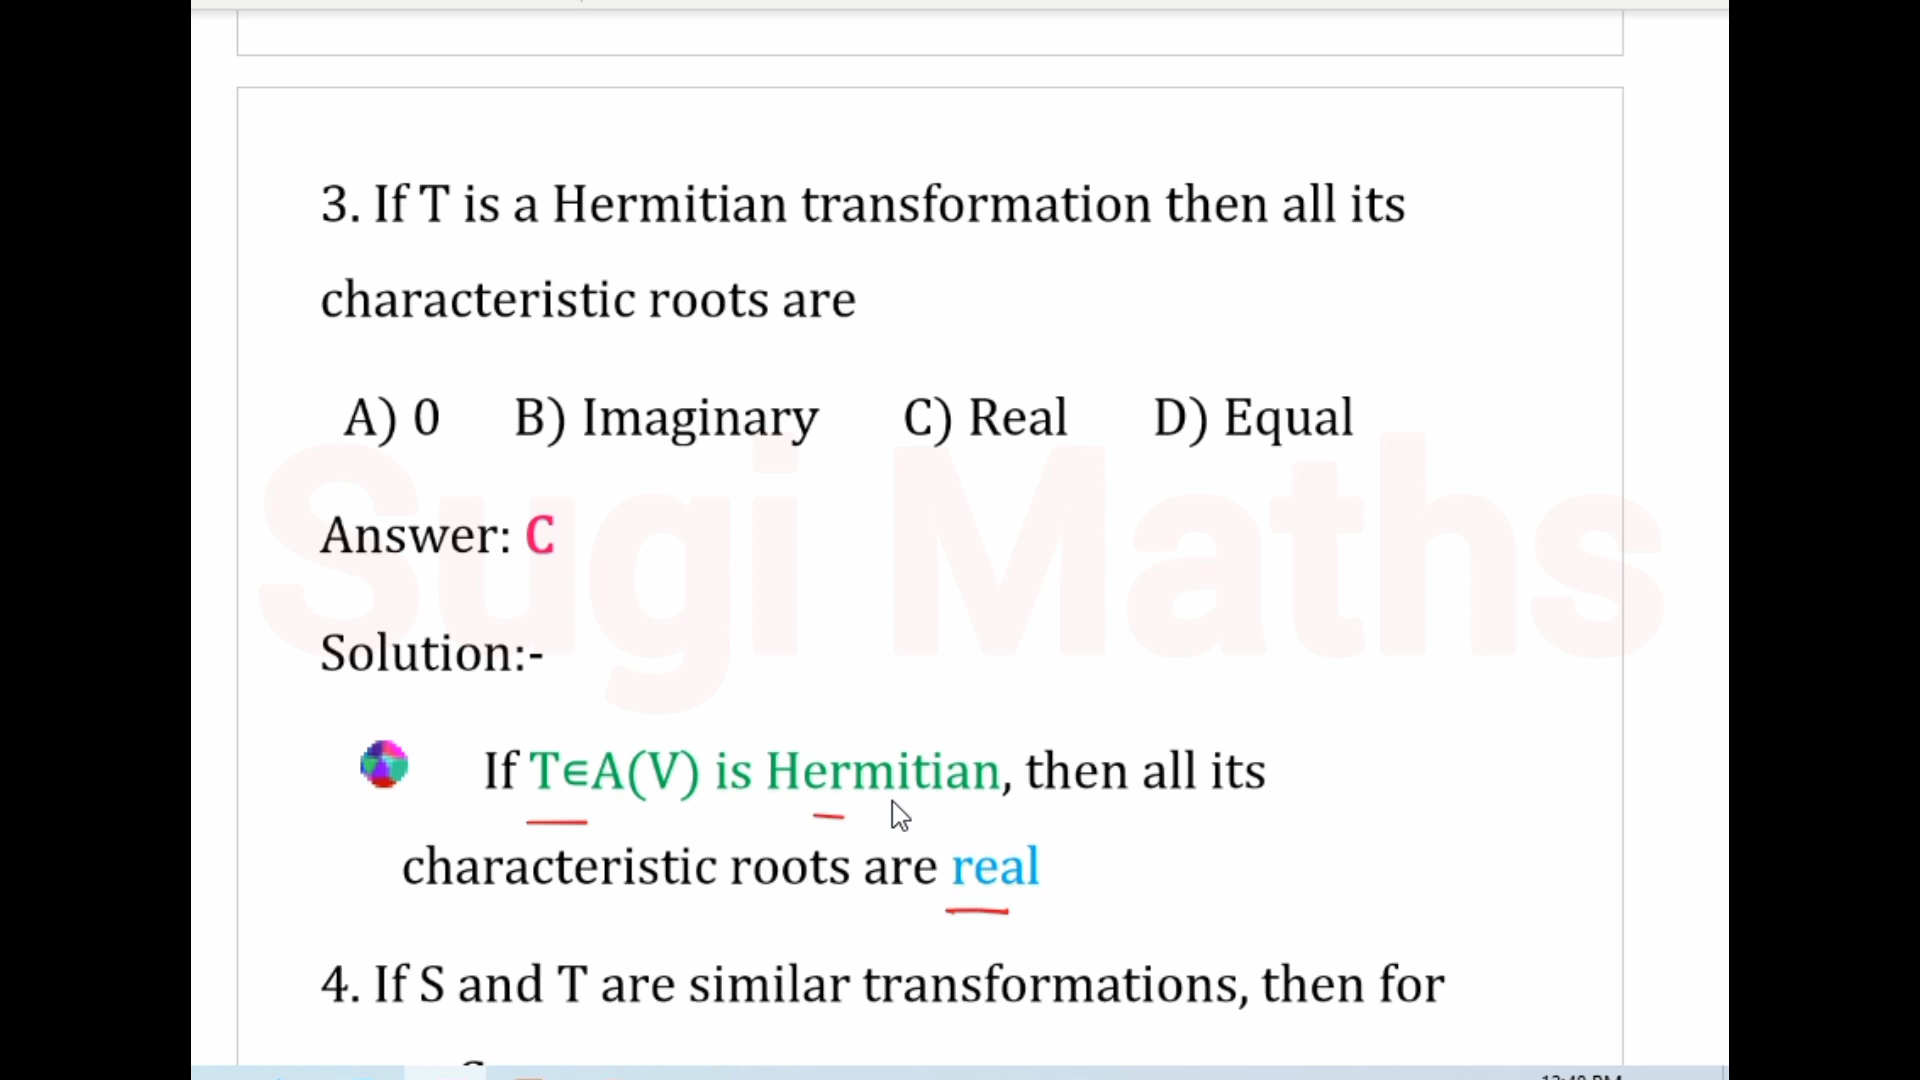 3. If T is a Hermitian transformation then all its
characteristic roots are
A) 0 B) Imaginary C) Real D) Equal
Sugi Maths
Answer: C
Solution:-
If T∈A(V) is Hermitian, then all its
characteristic roots are real
4. If S and T are similar transformations, then for